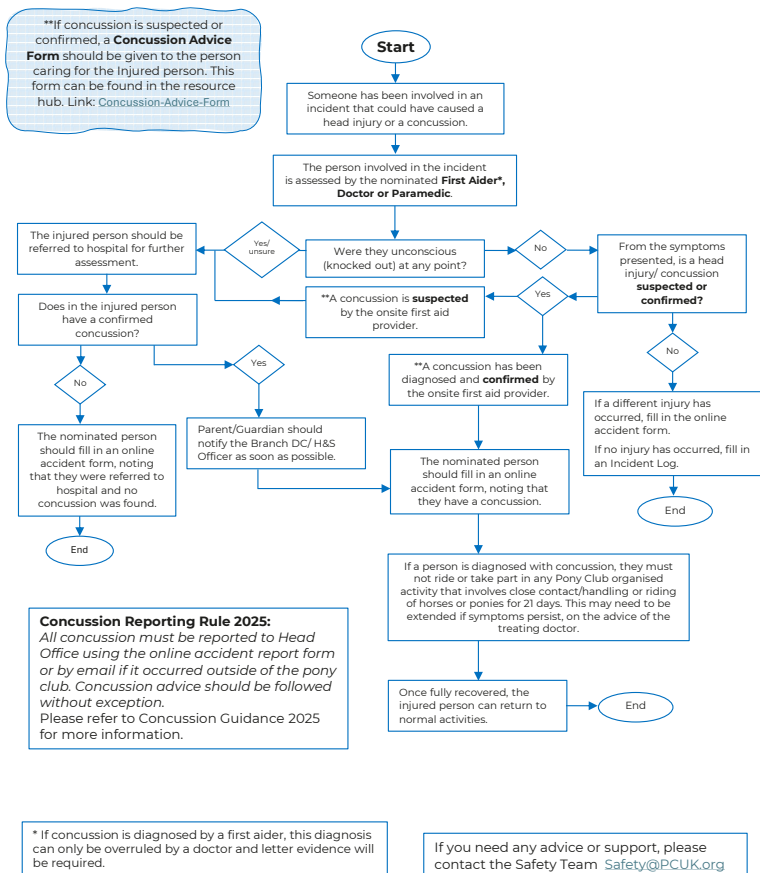 **If concussion is suspected or
confirmed, a Concussion Advice
Form should be given to the person
caring for the Injured person. This
form can be found in the resource
hub. Link: Concussion-Advice-Form
Start
Someone has been involved in an
incident that could have caused a
head injury or a concussion.
The person involved in the incident
is assessed by the nominated First Aider*,
Doctor or Paramedic.
The injured person should be
referred to hospital for further
assessment.
Yes/
unsure
Were they unconscious
(knocked out) at any point?
No
From the symptoms
presented, is a head
injury/ concussion
suspected or
confirmed?
**A concussion is suspected
by the onsite first aid
provider.
Yes
Does in the injured person
have a confirmed
concussion?
No
Yes
**A concussion has been
diagnosed and confirmed by
the onsite first aid provider.
No
If a different injury has
occurred, fill in the online
accident form.
If no injury has occurred, fill in
an Incident Log.
The nominated person
should fill in an online
accident form, noting
that they were referred to
hospital and no
concussion was found.
Parent/Guardian should
notify the Branch DC/ H&S
Officer as soon as possible.
The nominated person
should fill in an online
accident form, noting that
they have a concussion.
End
End
If a person is diagnosed with concussion, they must
not ride or take part in any Pony Club organised
activity that involves close contact/handling or riding
of horses or ponies for 21 days. This may need to be
extended if symptoms persist, on the advice of the
treating doctor.
Concussion Reporting Rule 2025:
All concussion must be reported to Head
Office using the online accident report form
or by email if it occurred outside of the pony
club. Concussion advice should be followed
without exception.
Please refer to Concussion Guidance 2025
for more information.
Once fully recovered, the
injured person can return to
normal activities.
End
* If concussion is diagnosed by a first aider, this diagnosis
can only be overruled by a doctor and letter evidence will
be required.
If you need any advice or support, please
contact the Safety Team Safety@PCUK.org